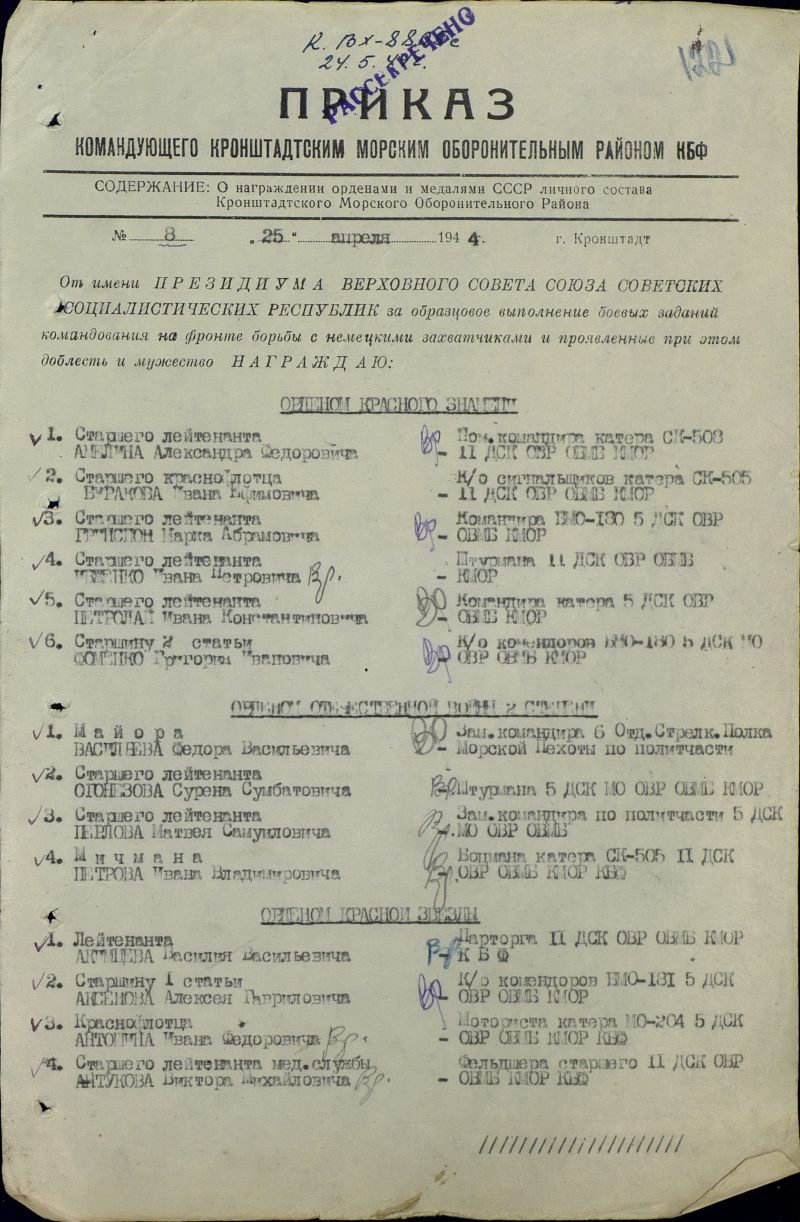 К. Вх-88
24.5.44г.
РАССЕКРЕЧЕНО
ПРИКАЗ
КОМАНДУЮЩЕГО КРОНШТАДТСКИМ МОРСКИМ ОБОРОНИТЕЛЬНЫМ РАЙОНОМ КБФ
СОДЕРЖАНИЕ: О награждении орденами и медалями СССР личного состава
Кронштадтского Морского Оборонительного Района
№ 8 „25“ апреля 1944 г. г. Кронштадт
От имени ПРЕЗИДИУМА ВЕРХОВНОГО СОВЕТА СОЮЗА СОВЕТСКИХ
СОЦИАЛИСТИЧЕСКИХ РЕСПУБЛИК за образцовое выполнение боевых заданий
командования на фронте борьбы с немецкими захватчиками и проявленные при этом
доблесть и мужество НАГРАЖДАЮ:
ОРДЕНОМ КРАСНОГО ЗНАМЕНИ
1. Старшего лейтенанта Пом.командира катера СК-508
АМЕЛИНА Александра Федоровича - 11 ДСК ОВР ОВМБ КМОР
2. Старшего краснофлотца К/о сигнальщиков катера СК-505
БУРАКОВА Ивана Ефимовича - 11 ДСК ОВР ОВМБ КМОР
3. Старшего лейтенанта Командира БМО-180 5 ДСК ОВР
ГРИНСПОН Марка Абрамовича - ОВМБ КМОР
4. Старшего лейтенанта Штурмана 11 ДСК ОВР ОВМБ
Ивана Петровича - КМОР
5. Старшего лейтенанта Командира катера 5 ДСК ОВР
Ивана Константиновича - ОВМБ КМОР
6. Старшину 2 статьи К/о комендоров БМО-180 5 ДСК МО
ФОМЕНКО Григория Ивановича - ОВР ОВМБ КМОР
ОРДЕНОМ ОТЕЧЕСТВЕННОЙ ВОЙНЫ 2 СТЕПЕНИ
1. Майора Зам.командира 6 Отд.Стрелк.Полка
ВАСИЛЬЕВА Федора Васильевича - Морской Пехоты по политчасти
2. Старшего лейтенанта
ОГОНЕЗОВА Сурена Сумбатовича Штурмана 5 ДСК МО ОВР ОВМБ КМОР
3. Старшего лейтенанта Зам.командира по политчасти 5 ДСК
ПЕВЗОВА Матвея Самуиловича МО ОВР ОВМБ
4. Мичмана Боцмана катера СК-505 11 ДСК
ПЕТРОВА Ивана Владимировича ОВР ОВМБ КМОР КБФ
ОРДЕНОМ КРАСНОЙ ЗВЕЗДЫ
1. Лейтенанта Парторга 11 ДСК ОВР ОВМБ КМОР
Василия Васильевича - КБФ
2. Старшину 1 статьи К/о комендоров БМО-181 5 ДСК
АКСЕНОВА Алексея Гавриловича ОВР ОВМБ КМОР
3. Краснофлотца Моториста катера МО-204 5 ДСК
АНТОНИНА Ивана Федоровича - ОВР ОВМБ КМОР КБФ
4. Старшего лейтенанта мед.службы Фельдшера старшего 11 ДСК ОВР
АНТУКОВА Виктора Михайловича - ОВМБ КМОР КБФ